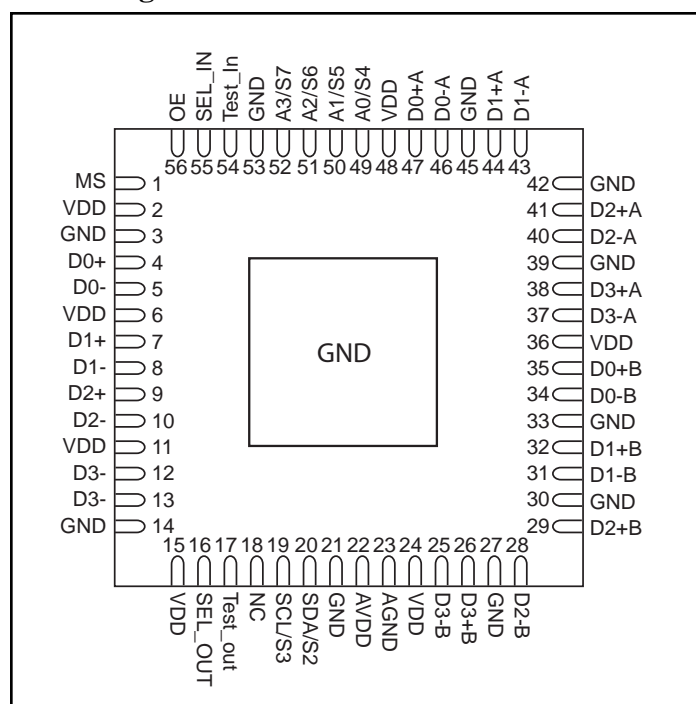 OE
SEL_IN
Test_In
GND
A3/S7
A2/S6
A1/S5
A0/S4
VDD
D0+A
D0-A
GND
D1+A
D1-A
56 55 54 53 52 51 50 49 48 47 46 45 44 43
MS 1
VDD 2
GND 3
D0+ 4
D0- 5
VDD 6
D1+ 7
D1- 8
D2+ 9
D2- 10
VDD 11
D3- 12
D3- 13
GND 14
GND
42 GND
41 D2+A
40 D2-A
39 GND
38 D3+A
37 D3-A
36 VDD
35 D0+B
34 D0-B
33 GND
32 D1+B
31 D1-B
30 GND
29 D2+B
15 16 17 18 19 20 21 22 23 24 25 26 27 28
VDD
SEL_OUT
Test_out
NC
SCL/S3
SDA/S2
GND
AVDD
AGND
VDD
D3-B
D3+B
GND
D2-B